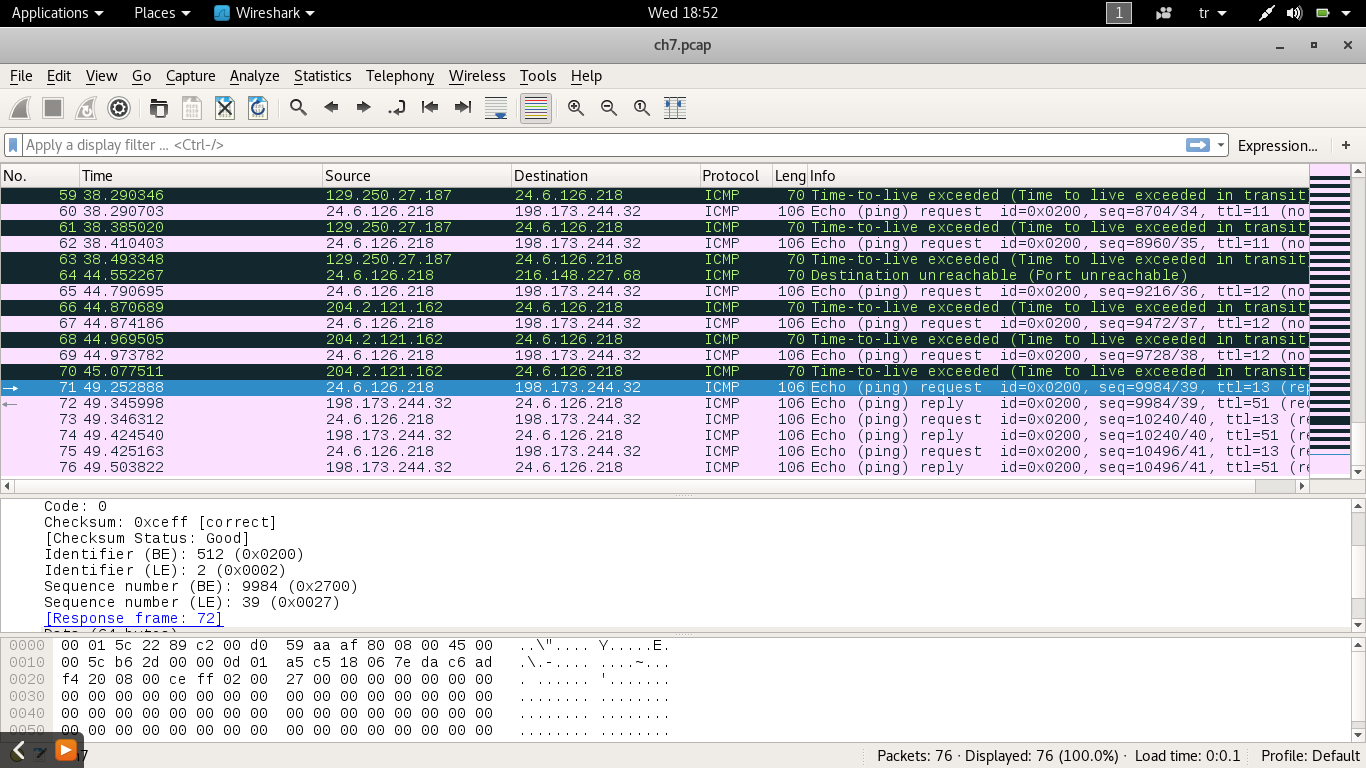 Applications Places Wireshark Wed 18:52 1 tr
ch7.pcap
File Edit View Go Capture Analyze Statistics Telephony Wireless Tools Help
Apply a display filter ... <Ctrl-/> Expression... +
No. Time Source Destination Protocol Leng Info
59 38.290346 129.250.27.187 24.6.126.218 ICMP 70 Time-to-live exceeded (Time to live exceeded in transit
60 38.290703 24.6.126.218 198.173.244.32 ICMP 106 Echo (ping) request id=0x0200, seq=8704/34, ttl=11 (no
61 38.385020 129.250.27.187 24.6.126.218 ICMP 70 Time-to-live exceeded (Time to live exceeded in transit
62 38.410403 24.6.126.218 198.173.244.32 ICMP 106 Echo (ping) request id=0x0200, seq=8960/35, ttl=11 (no
63 38.493348 129.250.27.187 24.6.126.218 ICMP 70 Time-to-live exceeded (Time to live exceeded in transit
64 44.552267 24.6.126.218 216.148.227.68 ICMP 70 Destination unreachable (Port unreachable)
65 44.790695 24.6.126.218 198.173.244.32 ICMP 106 Echo (ping) request id=0x0200, seq=9216/36, ttl=12 (no
66 44.870689 204.2.121.162 24.6.126.218 ICMP 70 Time-to-live exceeded (Time to live exceeded in transit
67 44.874186 24.6.126.218 198.173.244.32 ICMP 106 Echo (ping) request id=0x0200, seq=9472/37, ttl=12 (no
68 44.969505 204.2.121.162 24.6.126.218 ICMP 70 Time-to-live exceeded (Time to live exceeded in transit
69 44.973782 24.6.126.218 198.173.244.32 ICMP 106 Echo (ping) request id=0x0200, seq=9728/38, ttl=12 (no
70 45.077511 204.2.121.162 24.6.126.218 ICMP 70 Time-to-live exceeded (Time to live exceeded in transit
71 49.252888 24.6.126.218 198.173.244.32 ICMP 106 Echo (ping) request id=0x0200, seq=9984/39, ttl=13 (rep
72 49.345998 198.173.244.32 24.6.126.218 ICMP 106 Echo (ping) reply id=0x0200, seq=9984/39, ttl=51 (req
73 49.346312 24.6.126.218 198.173.244.32 ICMP 106 Echo (ping) request id=0x0200, seq=10240/40, ttl=13 (re
74 49.424540 198.173.244.32 24.6.126.218 ICMP 106 Echo (ping) reply id=0x0200, seq=10240/40, ttl=51 (re
75 49.425163 24.6.126.218 198.173.244.32 ICMP 106 Echo (ping) request id=0x0200, seq=10496/41, ttl=13 (re
76 49.503822 198.173.244.32 24.6.126.218 ICMP 106 Echo (ping) reply id=0x0200, seq=10496/41, ttl=51 (re
Code: 0
Checksum: 0xceff [correct]
[Checksum Status: Good]
Identifier (BE): 512 (0x0200)
Identifier (LE): 2 (0x0002)
Sequence number (BE): 9984 (0x2700)
Sequence number (LE): 39 (0x0027)
[Response frame: 72]
Data (64 bytes)
0000 00 01 5c 22 89 c2 00 d0 59 aa af 80 08 00 45 00 ..\".... Y.....E.
0010 00 5c b6 2d 00 00 0d 01 a5 c5 18 06 7e da c6 ad .\.-.... ....~...
0020 f4 20 08 00 ce ff 02 00 27 00 00 00 00 00 00 00 . ...... '.......
0030 00 00 00 00 00 00 00 00 00 00 00 00 00 00 00 00 ........ ........
0040 00 00 00 00 00 00 00 00 00 00 00 00 00 00 00 00 ........ ........
0050 00 00 00 00 00 00 00 00 00 00 00 00 00 00 00 00 ........ ........
Packets: 76 · Displayed: 76 (100.0%) · Load time: 0:0.1 Profile: Default